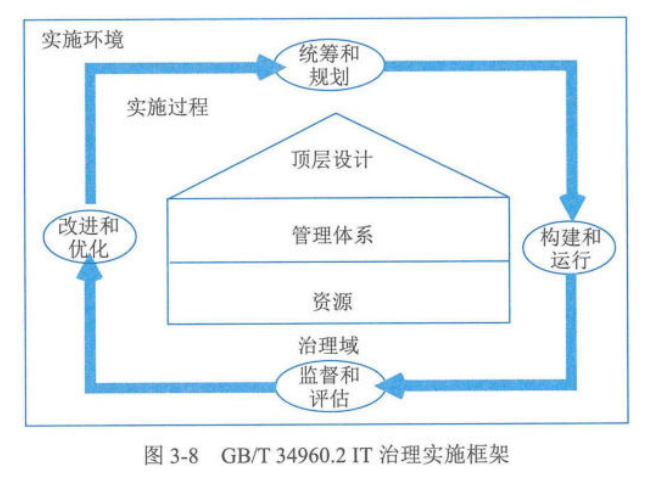 实施环境
统筹和
规划
实施过程
顶层设计
改进和
优化
管理体系
构建和
运行
资源
治理域
监督和
评估
图 3-8 GB/T 34960.2 IT 治理实施框架